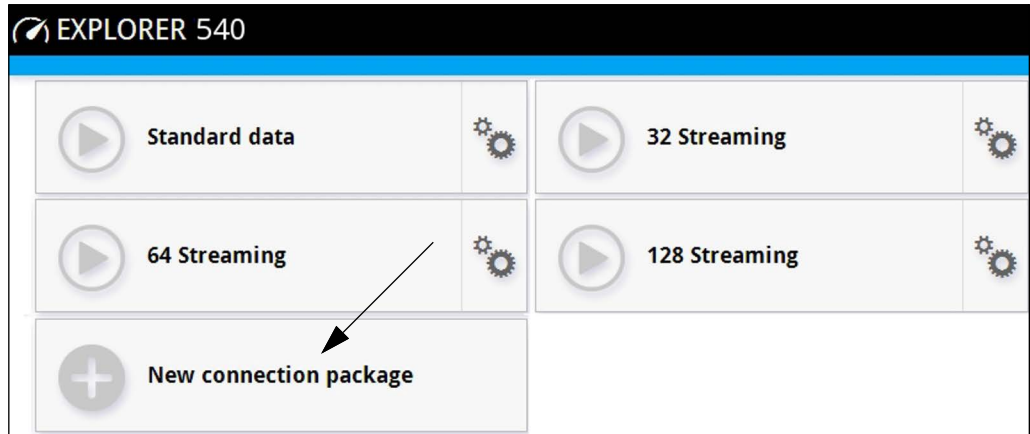 EXPLORER 540
Standard data
32 Streaming
64 Streaming
128 Streaming
New connection package